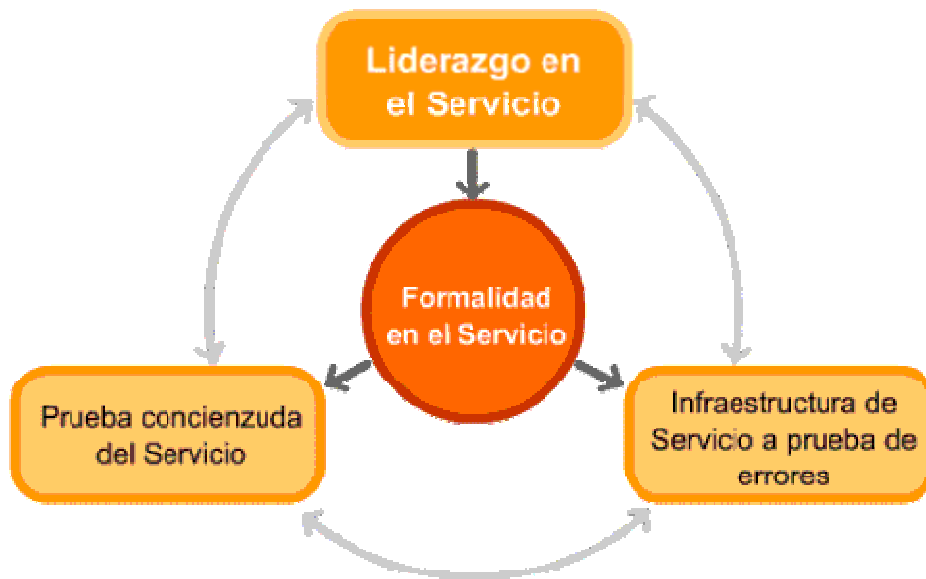 Liderazgo en
el Servicio
Formalidad
en el Servicio
Prueba concienzuda
del Servicio
Infraestructura de
Servicio a prueba de
errores